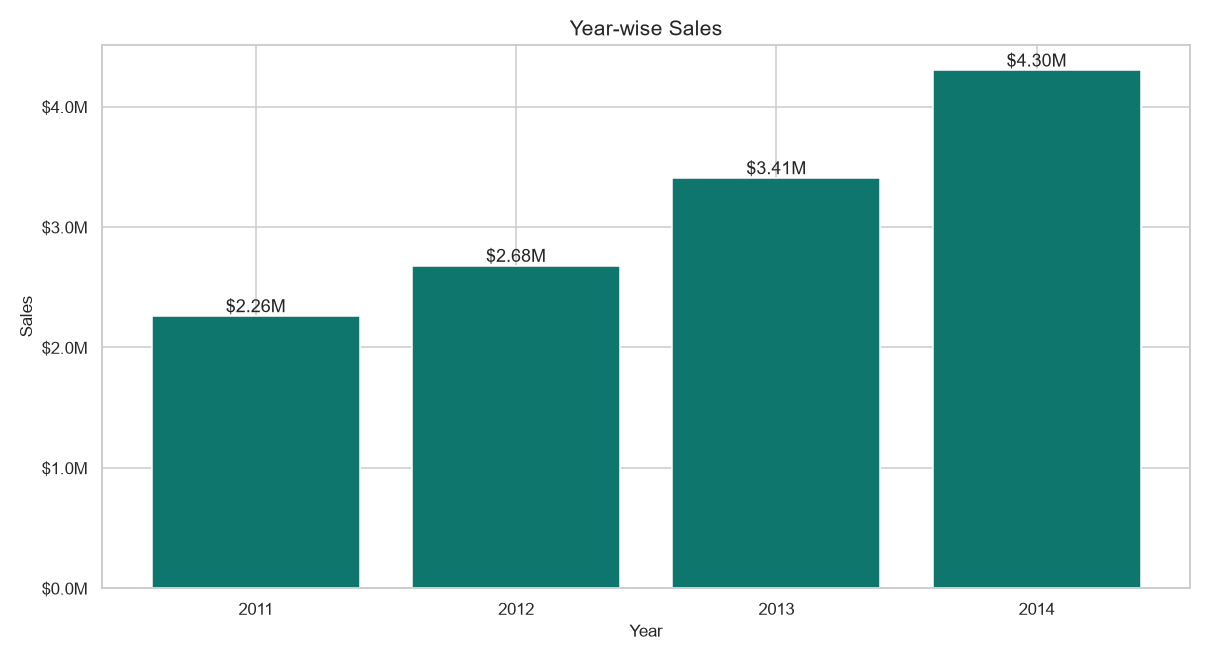 Year-wise Sales
$4.30M
$4.0M
$3.41M
$3.0M
$2.68M
$2.26M
Sales
$2.0M
$1.0M
$0.0M
2011 2012 2013 2014
Year